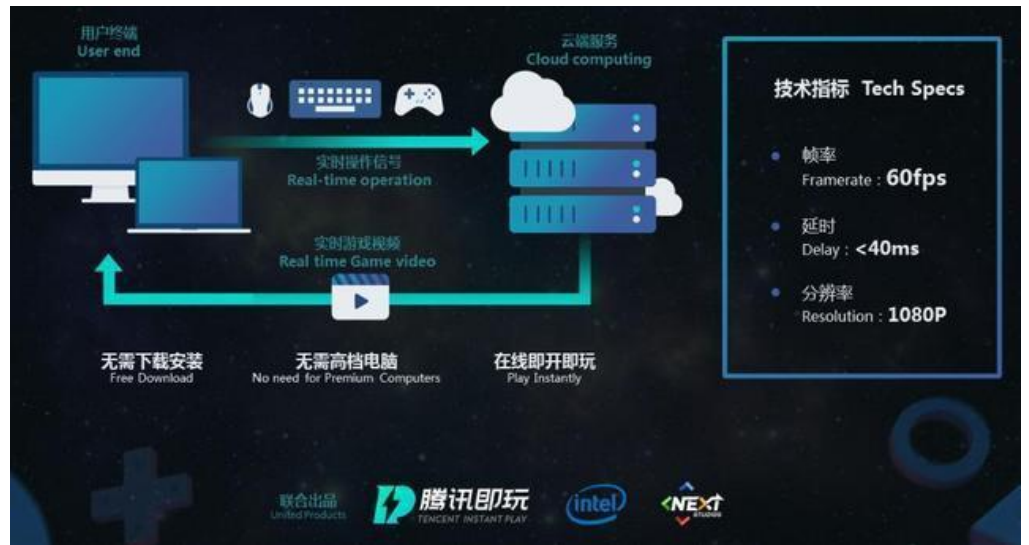 用户终端
User end
云端服务
Cloud computing
实时操作信号
Real-time operation
实时游戏视频
Real time Game video
无需下载安装
Free Download
无需高档电脑
No need for Premium Computers
在线即开即玩
Play Instantly
技术指标 Tech Specs
帧率
Framerate : 60fps
延时
Delay : <40ms
分辨率
Resolution : 1080P
联合出品
United Products
腾讯即玩
TENCENT INSTANT PLAY
intel
NEXT
STUDIOS